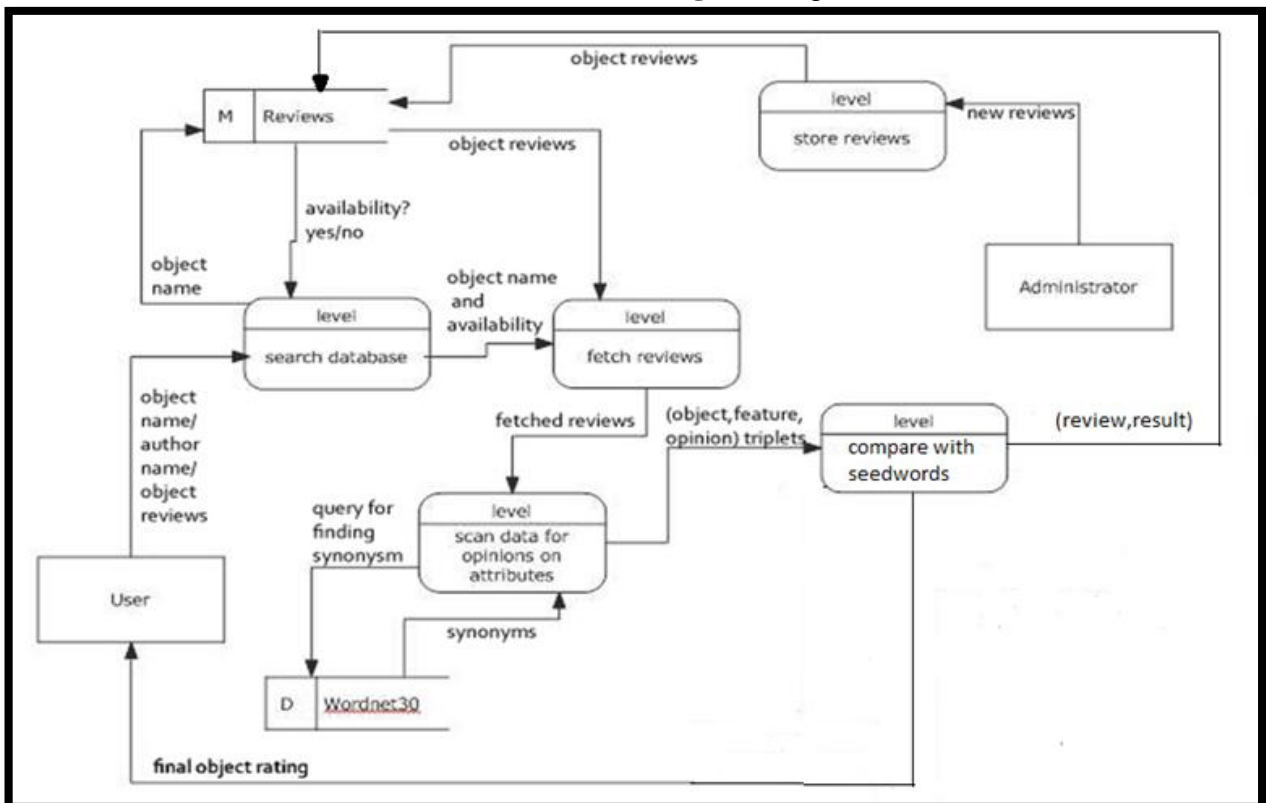 object reviews
level
store reviews
new reviews
M
Reviews
object reviews
availability?
yes/no
object
name
object name
and
availability
Administrator
level
search database
level
fetch reviews
object
name/
author
name/
object
reviews
fetched reviews
(object,feature,
opinion) triplets
level
compare with
seedwords
(review,result)
query for
finding
synonysm
level
scan data for
opinions on
attributes
User
synonyms
D
Wordnet30
final object rating